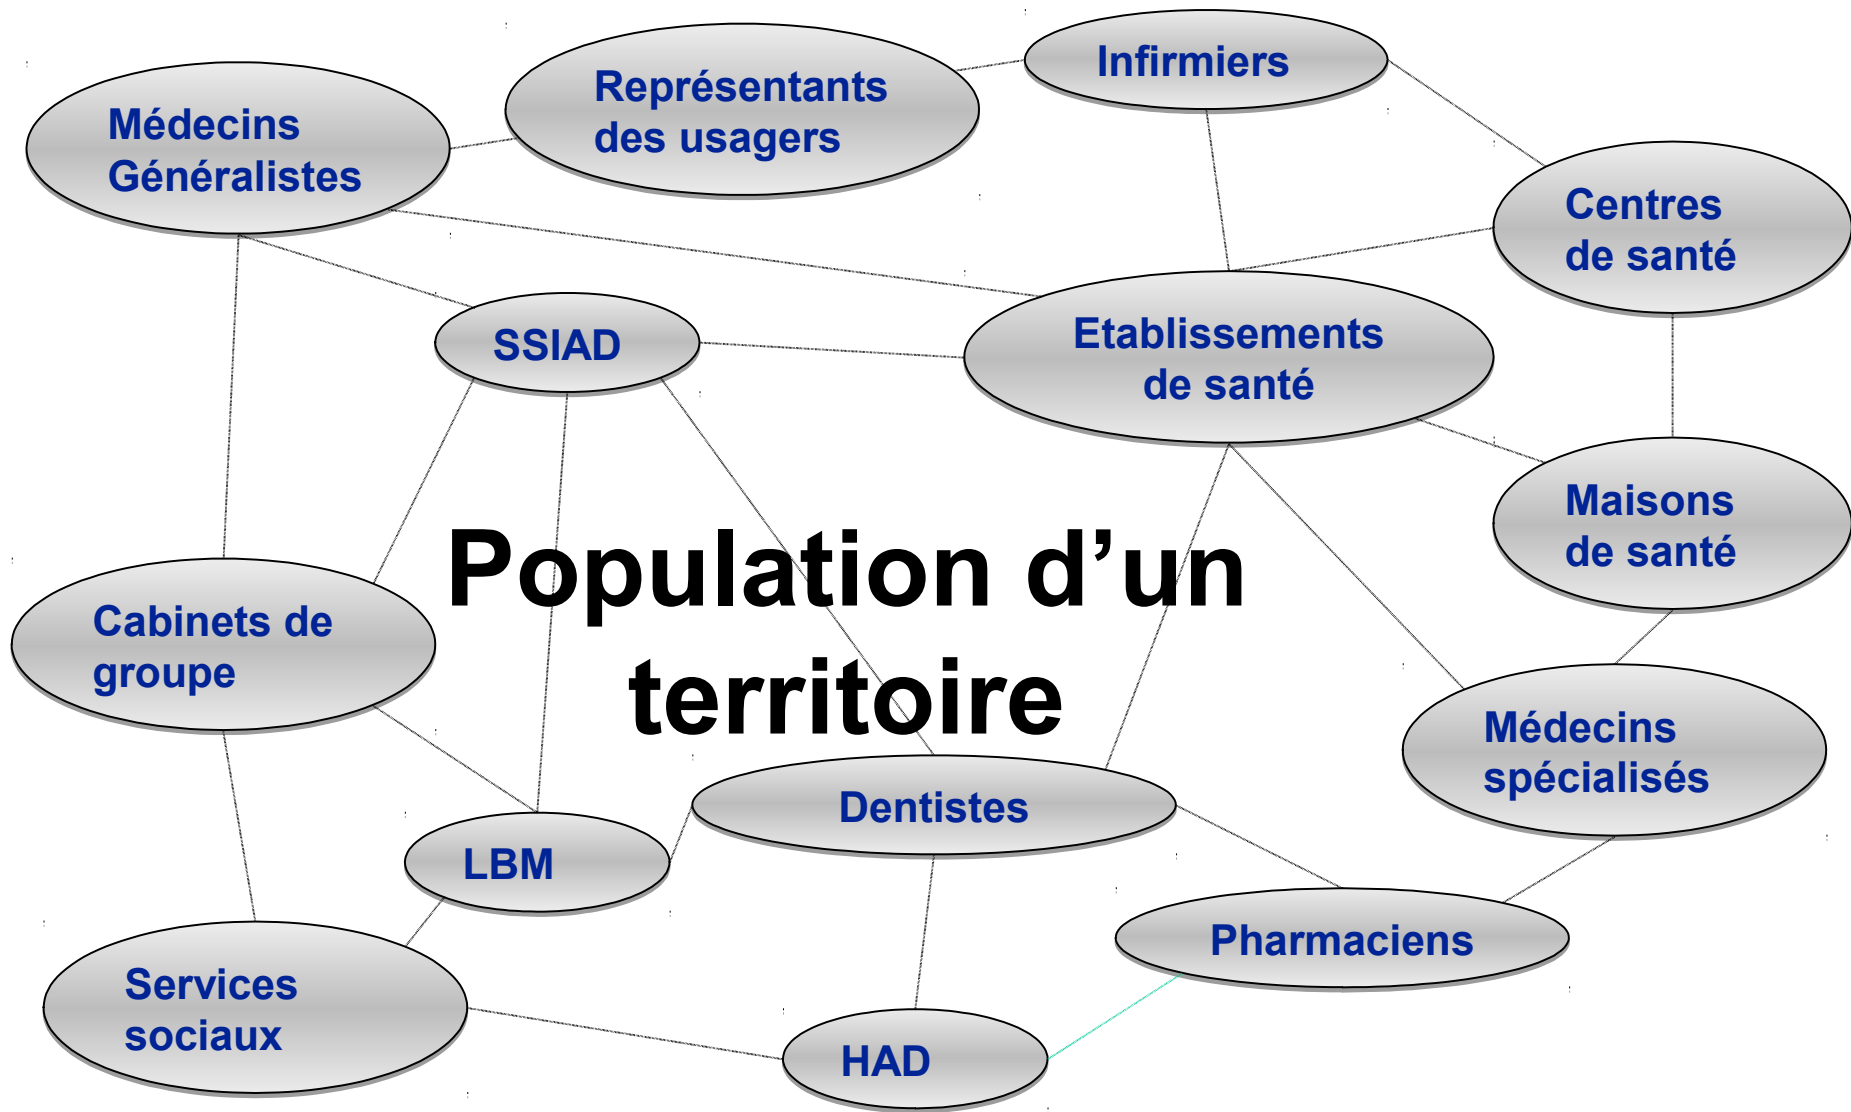 Infirmiers
Représentants
des usagers
Médecins
Généralistes
Centres
de santé
SSIAD
Etablissements
de santé
Maisons
de santé
Population d’un
territoire
Cabinets de
groupe
Médecins
spécialisés
Dentistes
LBM
Pharmaciens
Services
sociaux
HAD